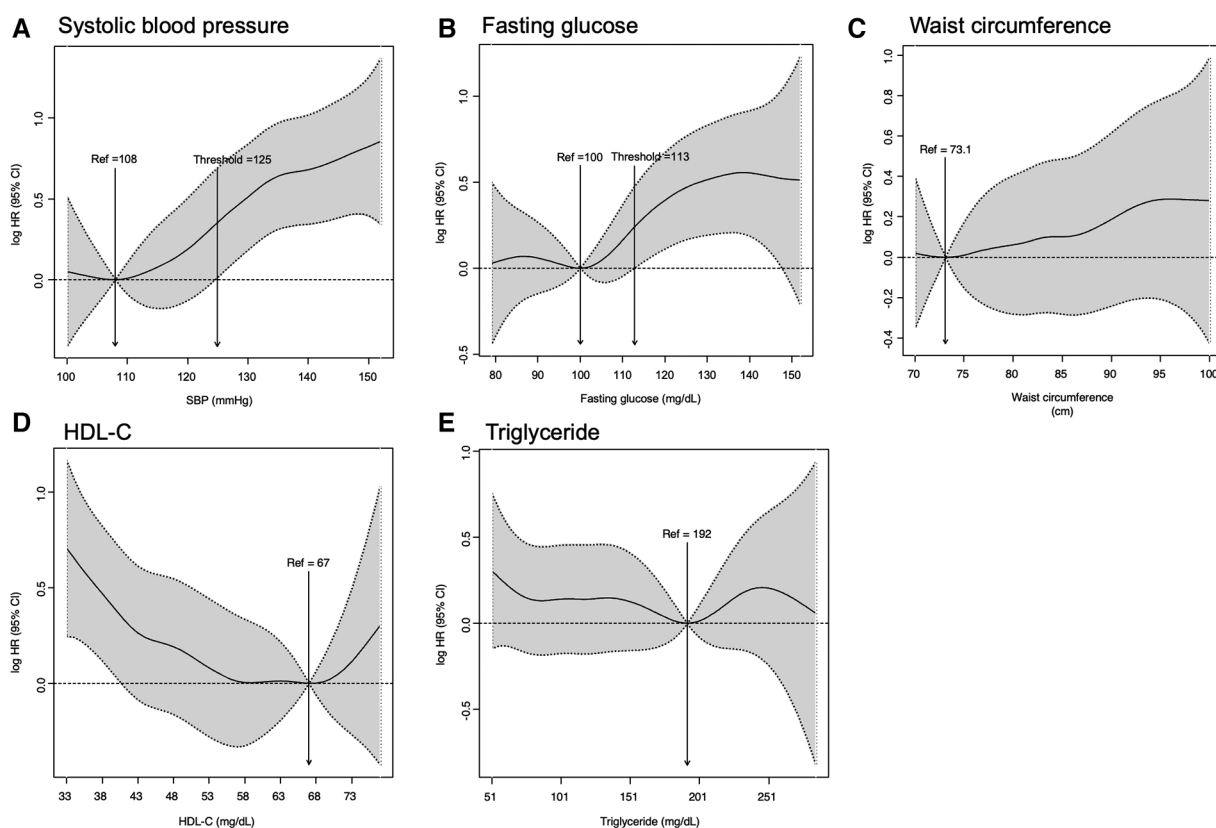 A Systolic blood pressure
log HR (95% CI)
1.0
0.5
0.0
Ref =108
Threshold =125
100 110 120 130 140 150
SBP (mmHg)
B Fasting glucose
log HR (95% CI)
1.0
0.5
0.0
-0.5
Ref =100
Threshold =113
80 90 100 110 120 130 140 150
Fasting glucose (mg/dL)
C Waist circumference
log HR (95% CI)
1.0
0.8
0.6
0.4
0.2
0.0
-0.2
-0.4
Ref = 73.1
70 75 80 85 90 95 100
Waist circumference
(cm)
D HDL-C
log HR (95% CI)
1.0
0.5
0.0
Ref = 67
33 38 43 48 53 58 63 68 73
HDL-C (mg/dL)
E Triglyceride
log HR (95% CI)
1.0
0.5
0.0
-0.5
Ref = 192
51 101 151 201 251
Triglyceride (mg/dL)